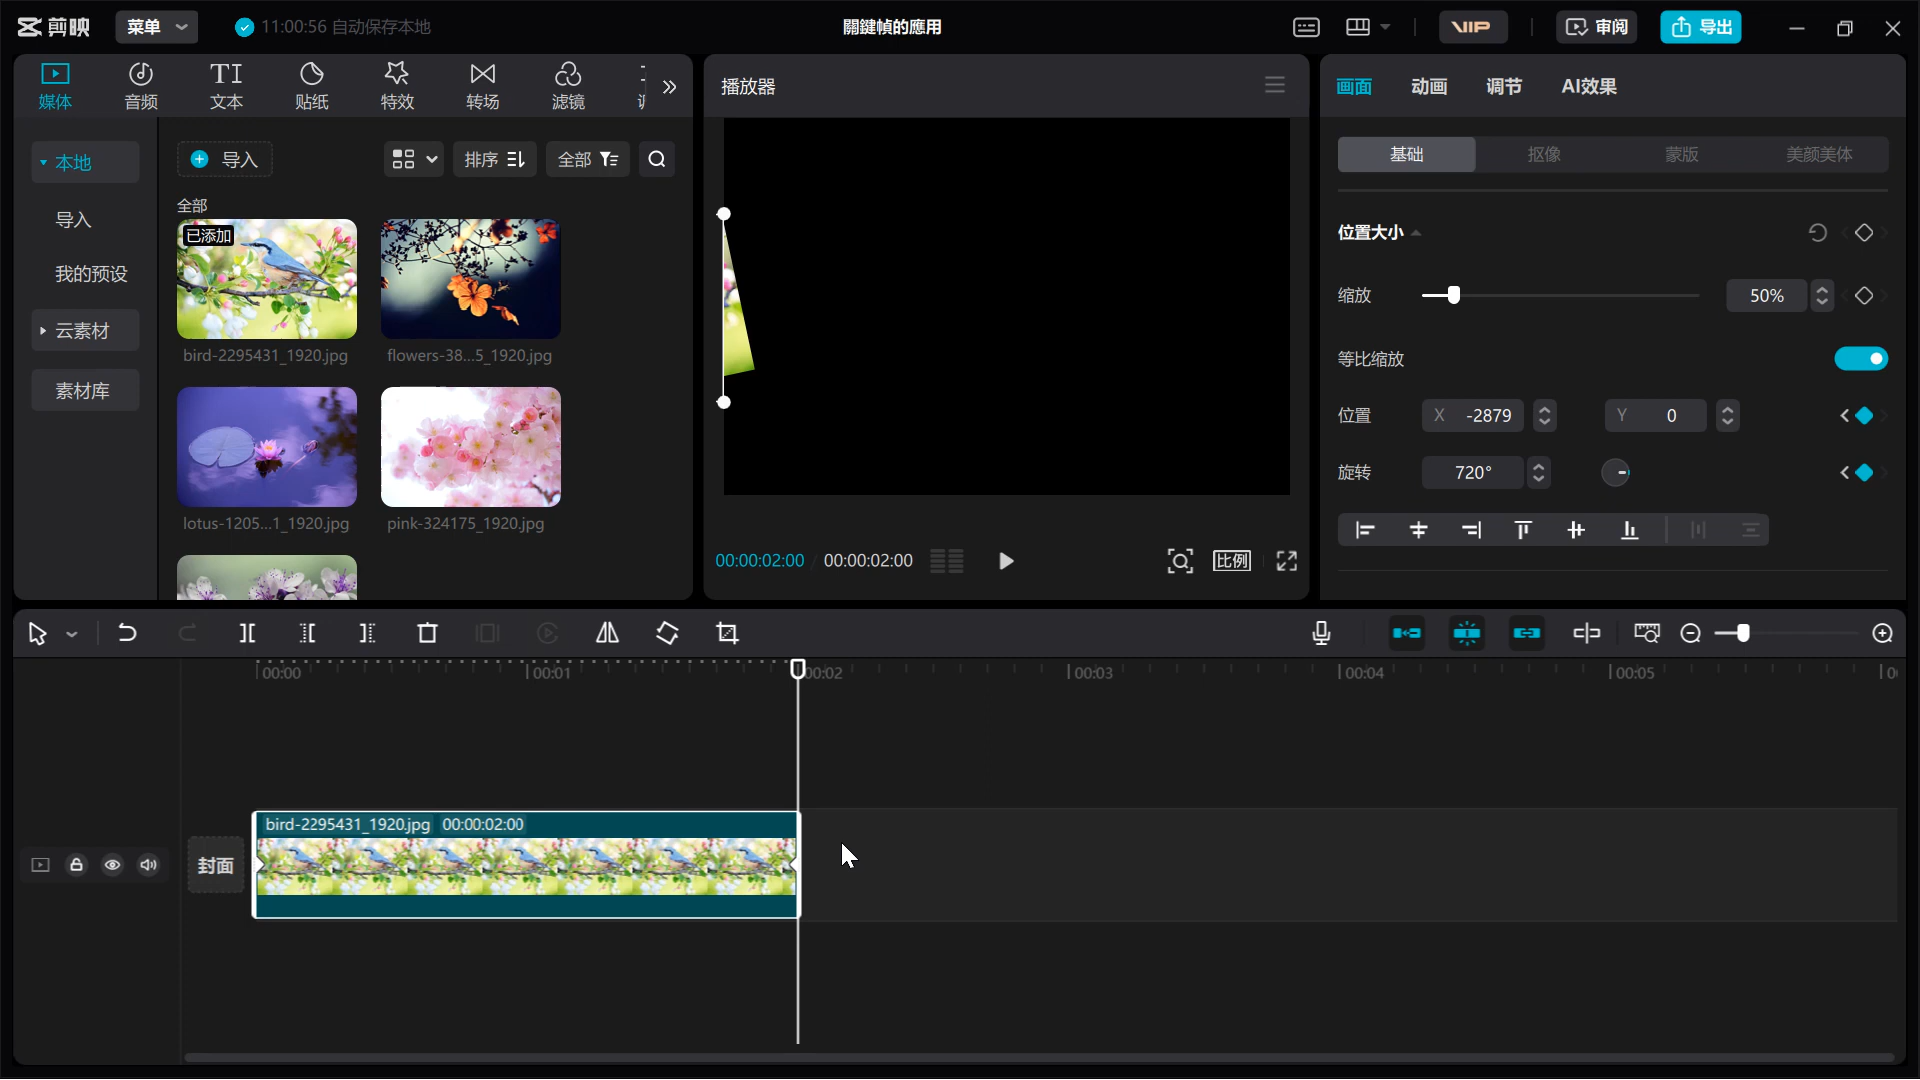 剪映
菜单
11:00:56 自动保存本地
關鍵幀的應用
VIP
审阅
导出
媒体
音频
文本
贴纸
特效
转场
滤镜
播放器
画面
动画
调节
AI效果
本地
导入
我的预设
云素材
素材库
导入
排序
全部
全部
已添加
bird-2295431_1920.jpg
flowers-38...5_1920.jpg
lotus-1205...1_1920.jpg
pink-324175_1920.jpg
00:00:02:00 / 00:00:02:00
比例
基础
抠像
蒙版
美颜美体
位置大小
缩放
50%
等比缩放
位置
X -2879
Y 0
旋转
720°
00:00
00:01
00:02
00:03
00:04
00:05
封面
bird-2295431_1920.jpg 00:00:02:00